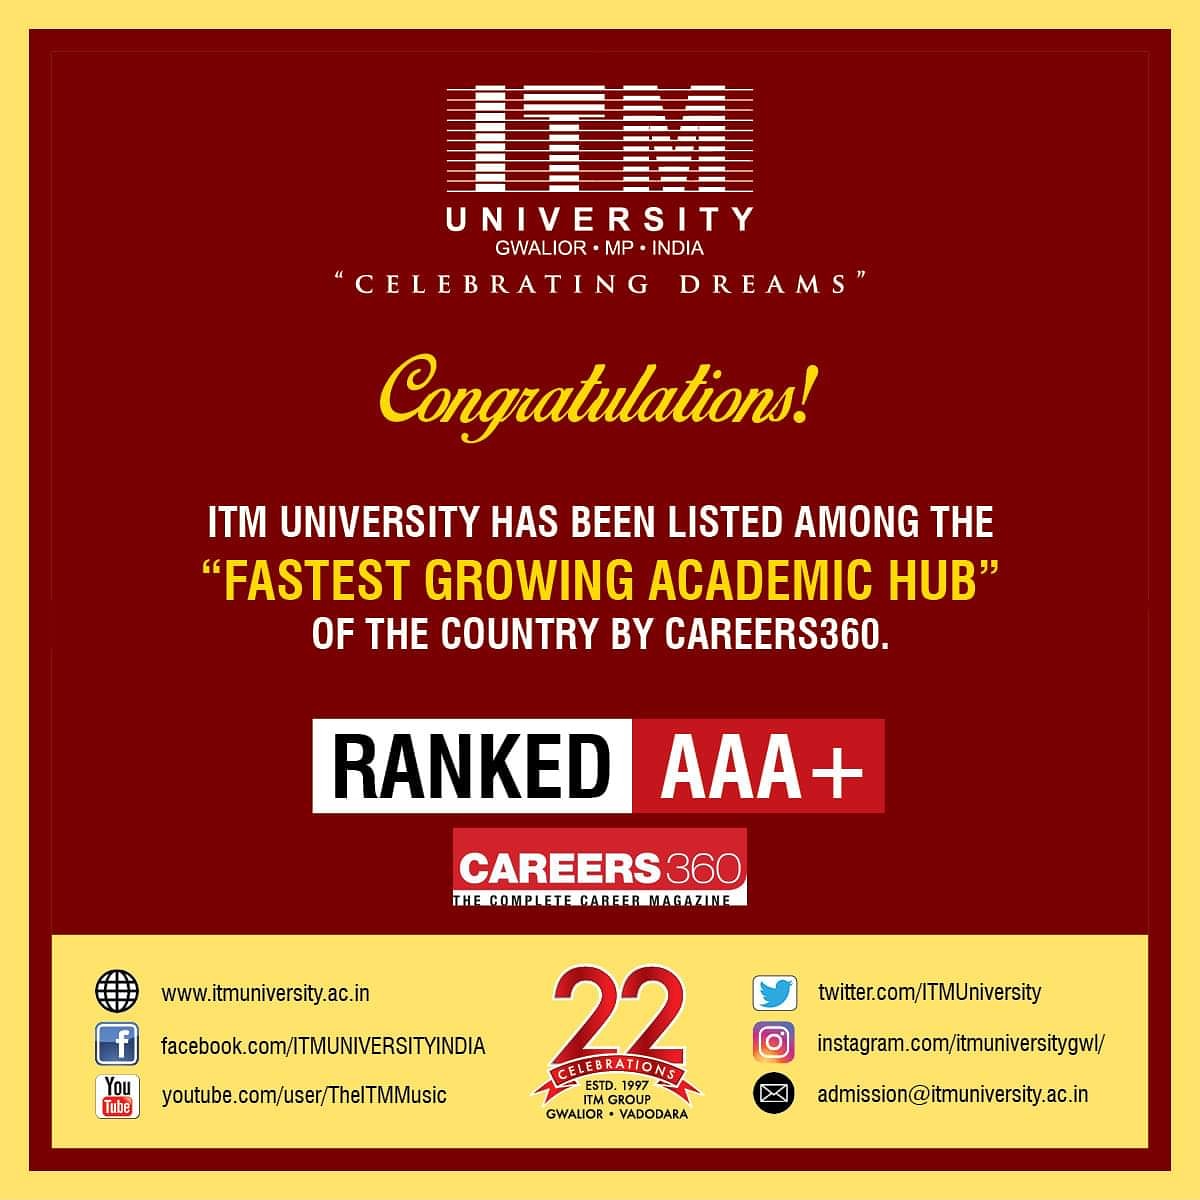 ITM
UNIVERSITY
GWALIOR • MP • INDIA
“CELEBRATING DREAMS”
Congratulations!
ITM UNIVERSITY HAS BEEN LISTED AMONG THE
“FASTEST GROWING ACADEMIC HUB”
OF THE COUNTRY BY CAREERS360.
RANKED AAA+
CAREERS360
THE COMPLETE CAREER MAGAZINE
www.itmuniversity.ac.in
facebook.com/ITMUNIVERSITYINDIA
You
Tube
youtube.com/user/TheITMMusic
22
CELEBRATIONS
ESTD. 1997
ITM GROUP
GWALIOR • VADODARA
twitter.com/ITMUniversity
instagram.com/itmuniversitygwl/
admission@itmuniversity.ac.in